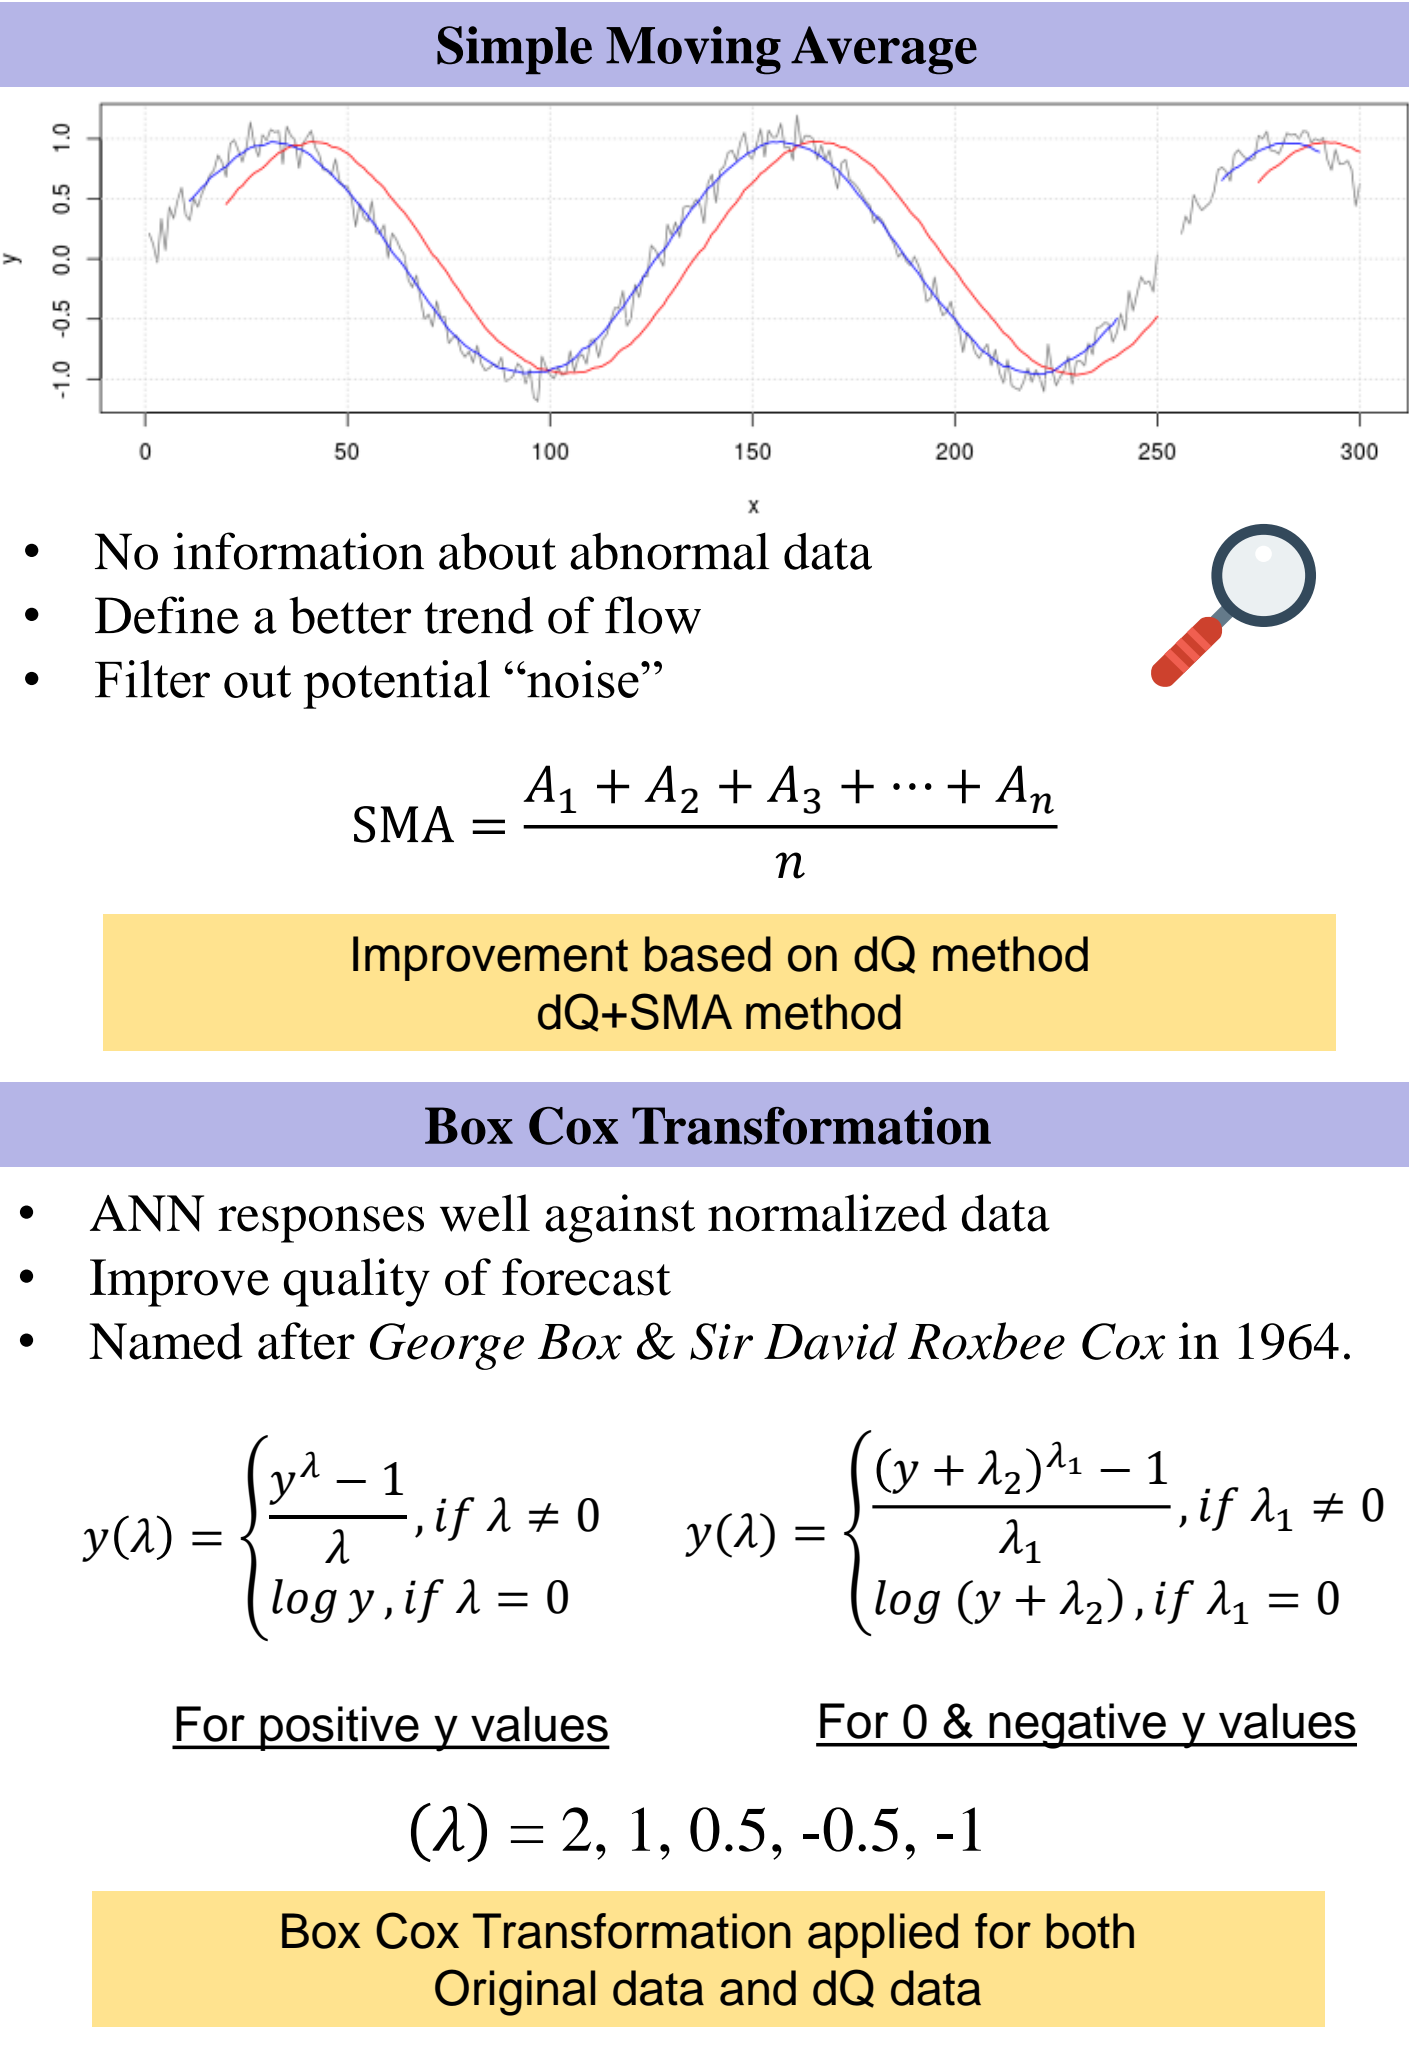 Simple Moving Average
1.0
0.5
0.0
-0.5
-1.0
y
0 50 100 150 200 250 300
x
• No information about abnormal data
• Define a better trend of flow
• Filter out potential “noise”
SMA = (A₁ + A₂ + A₃ + ⋯ + Aₙ) / n
Improvement based on dQ method
dQ+SMA method
Box Cox Transformation
• ANN responses well against normalized data
• Improve quality of forecast
• Named after George Box & Sir David Roxbee Cox in 1964.
y(λ) = { (y^λ − 1) / λ , if λ ≠ 0
log y , if λ = 0
y(λ) = { ((y + λ₂)^λ₁ − 1) / λ₁ , if λ₁ ≠ 0
log (y + λ₂) , if λ₁ = 0
For positive y values
For 0 & negative y values
(λ) = 2, 1, 0.5, -0.5, -1
Box Cox Transformation applied for both
Original data and dQ data